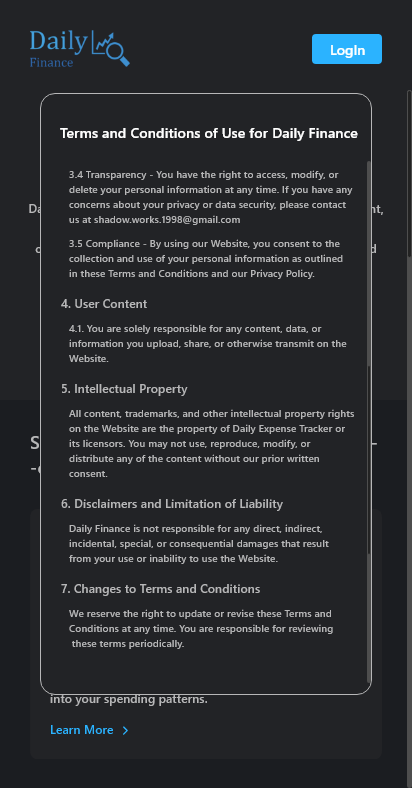 Daily
Finance
LogIn
Terms and Conditions of Use for Daily Finance
3.4 Transparency - You have the right to access, modify, or
delete your personal information at any time. If you have any
concerns about your privacy or data security, please contact
us at shadow.works.1998@gmail.com
3.5 Compliance - By using our Website, you consent to the
collection and use of your personal information as outlined
in these Terms and Conditions and our Privacy Policy.
4. User Content
4.1. You are solely responsible for any content, data, or
information you upload, share, or otherwise transmit on the
Website.
5. Intellectual Property
All content, trademarks, and other intellectual property rights
on the Website are the property of Daily Expense Tracker or
its licensors. You may not use, reproduce, modify, or
distribute any of the content without our prior written
consent.
6. Disclaimers and Limitation of Liability
Daily Finance is not responsible for any direct, indirect,
incidental, special, or consequential damages that result
from your use or inability to use the Website.
7. Changes to Terms and Conditions
We reserve the right to update or revise these Terms and
Conditions at any time. You are responsible for reviewing
these terms periodically.
into your spending patterns.
Learn More